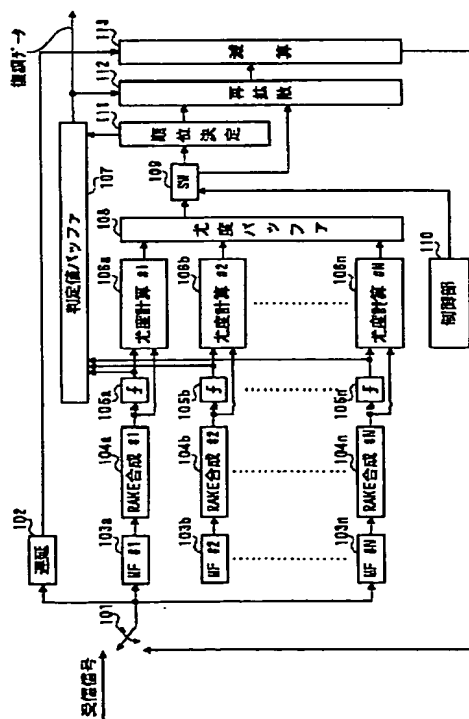 受信信号
101
102
遅延
103a
MF #1
103b
MF #2
103n
MF #N
104a
RAKE合成 #1
104b
RAKE合成 #2
104n
RAKE合成 #N
105a
105b
105n
106a
尤度計算 #1
106b
尤度計算 #2
106n
尤度計算 #N
107
判定値バッファ
108
尤度バッファ
109
SW
110
制御部
111
順位決定
112
再拡散
113
減算
復調データ